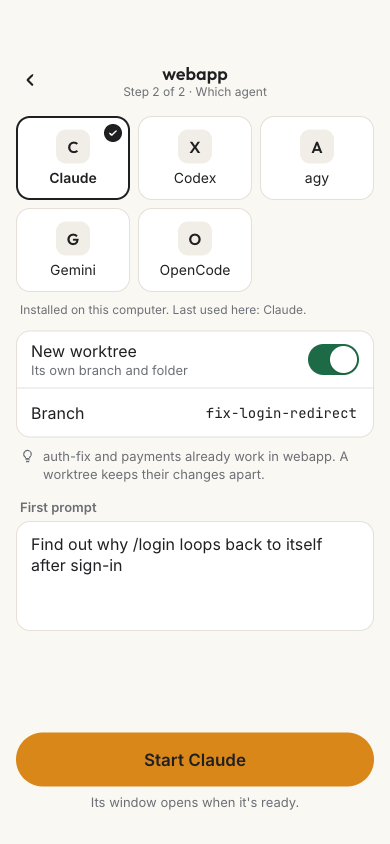 webapp
Step 2 of 2 · Which agent
C
Claude
X
Codex
A
agy
G
Gemini
O
OpenCode
Installed on this computer. Last used here: Claude.
New worktree
Its own branch and folder
Branch
fix-login-redirect
auth-fix and payments already work in webapp. A
worktree keeps their changes apart.
First prompt
Find out why /login loops back to itself
after sign-in
Start Claude
Its window opens when it's ready.